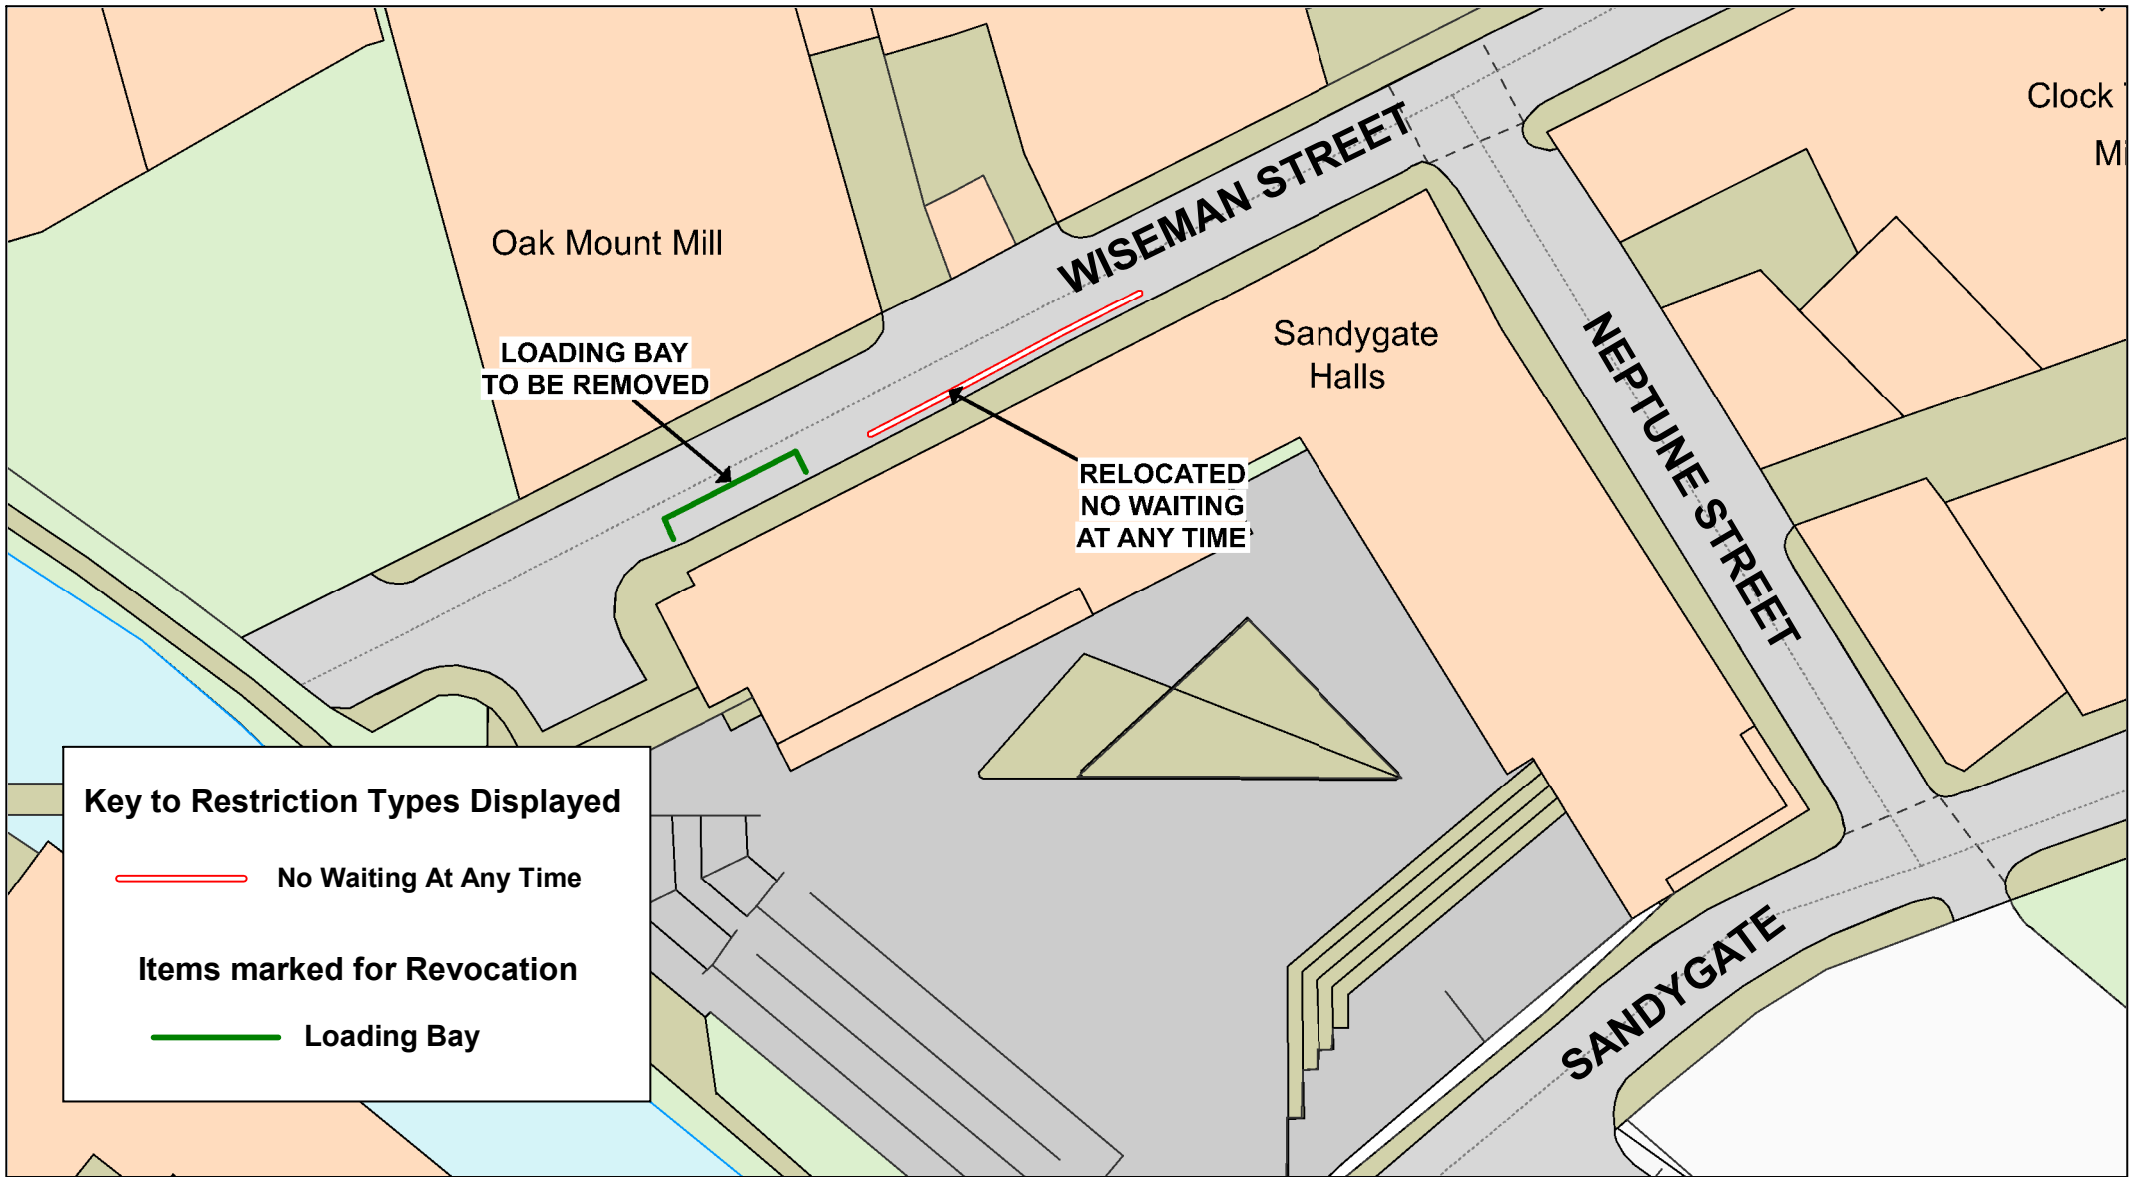 Clock
Mi
WISEMAN STREET
Oak Mount Mill
LOADING BAY
TO BE REMOVED
Sandygate
Halls
NEPTUNE STREET
RELOCATED
NO WAITING
AT ANY TIME
SANDYGATE
Key to Restriction Types Displayed
No Waiting At Any Time
Items marked for Revocation
Loading Bay